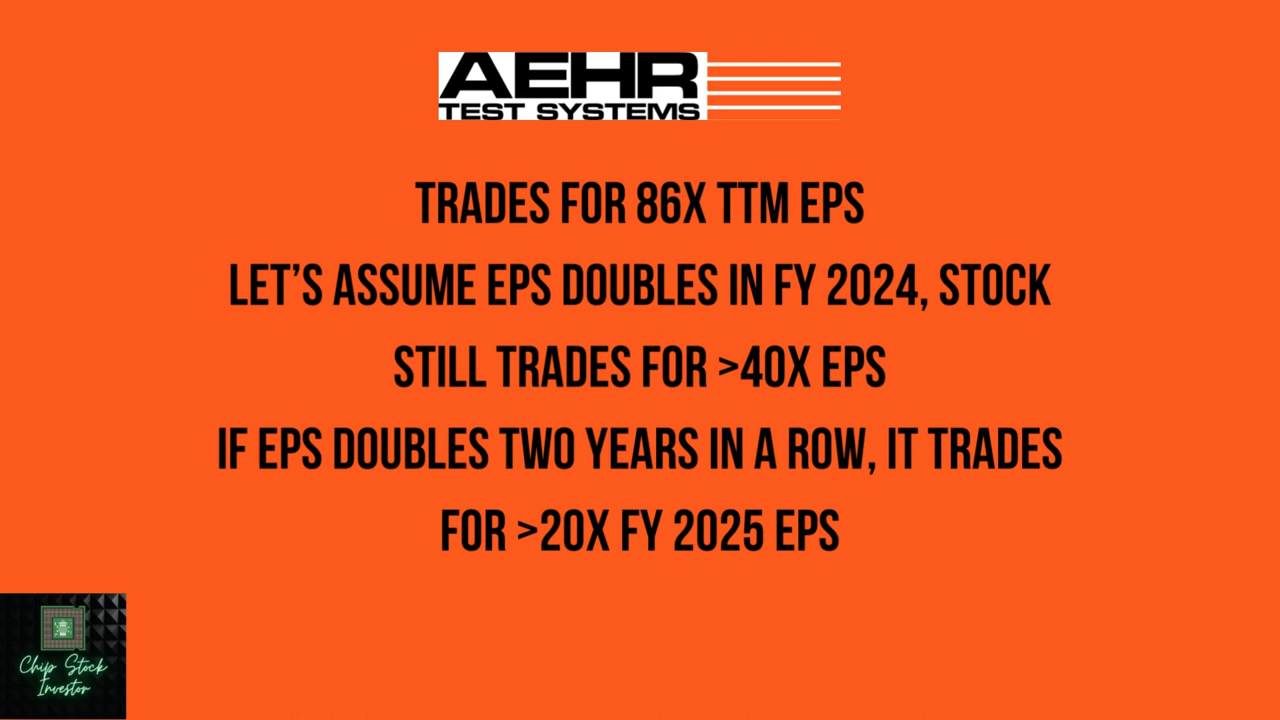 AEHR
TEST SYSTEMS
TRADES FOR 86X TTM EPS
LET’S ASSUME EPS DOUBLES IN FY 2024, STOCK
STILL TRADES FOR >40X EPS
IF EPS DOUBLES TWO YEARS IN A ROW, IT TRADES
FOR >20X FY 2025 EPS
Chip Stock
Investor